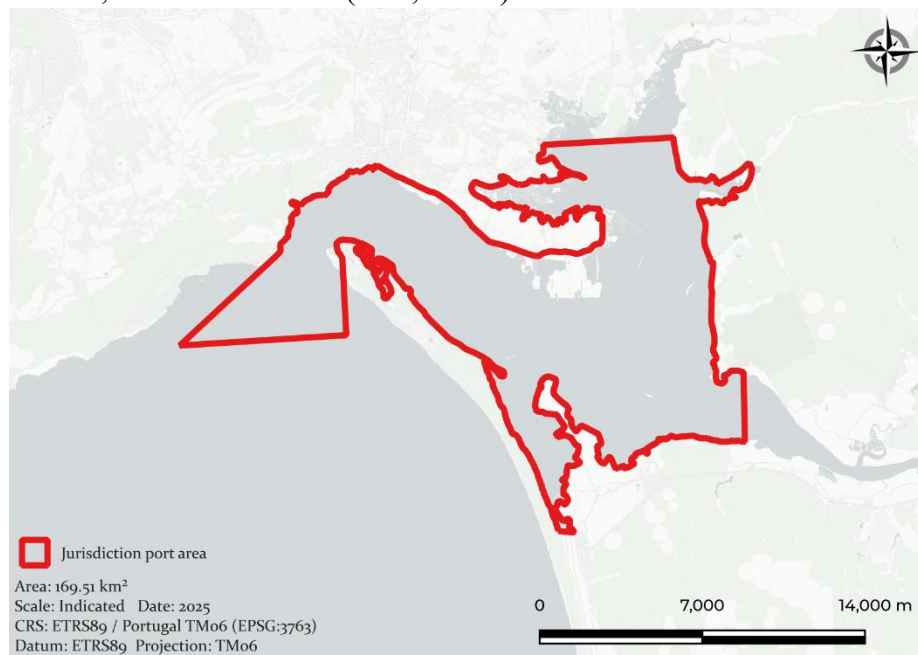 Jurisdiction port area
Area: 169.51 km²
Scale: Indicated Date: 2025
CRS: ETRS89 / Portugal TM06 (EPSG:3763)
Datum: ETRS89 Projection: TM06
0 7,000 14,000 m